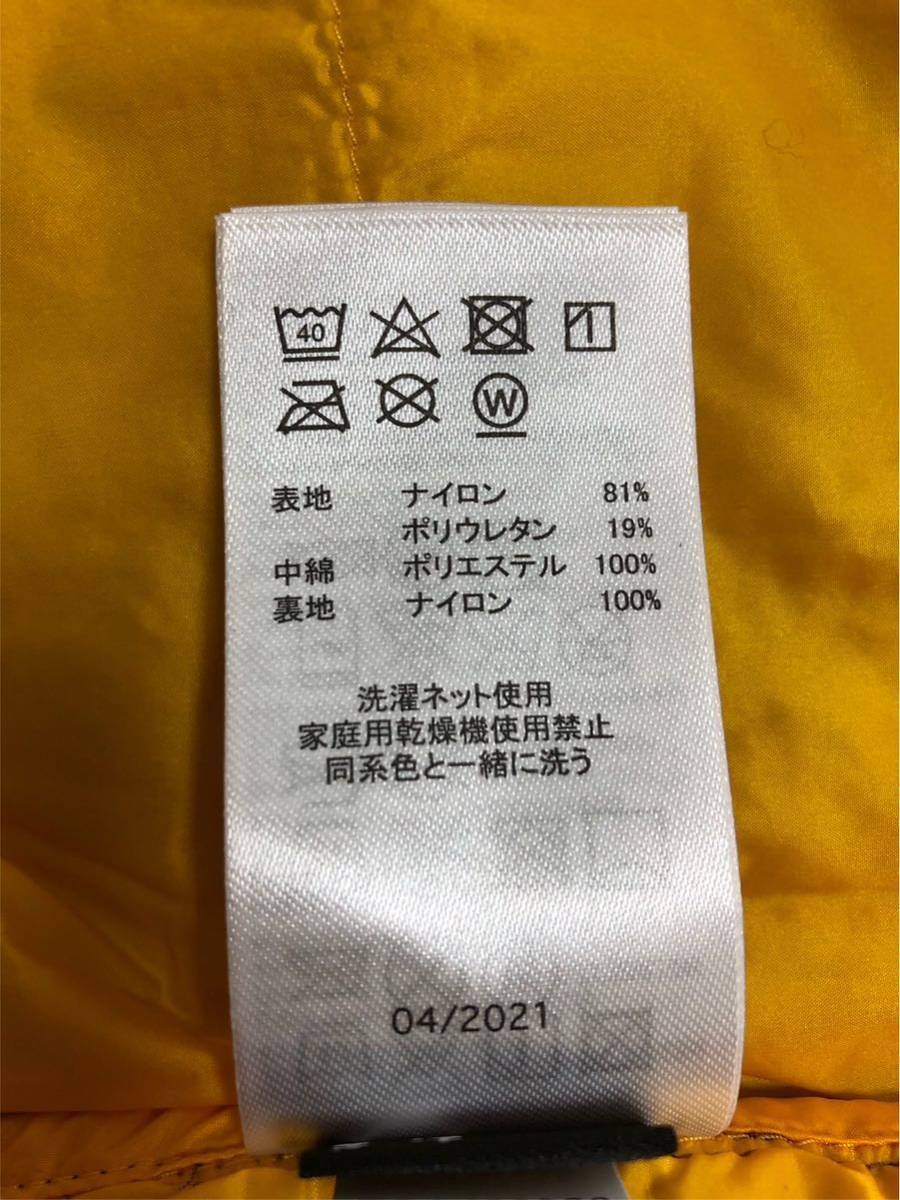 40
W
表地 ナイロン 81%
ポリウレタン 19%
中綿 ポリエステル 100%
裏地 ナイロン 100%
洗濯ネット使用
家庭用乾燥機使用禁止
同系色と一緒に洗う
04/2021